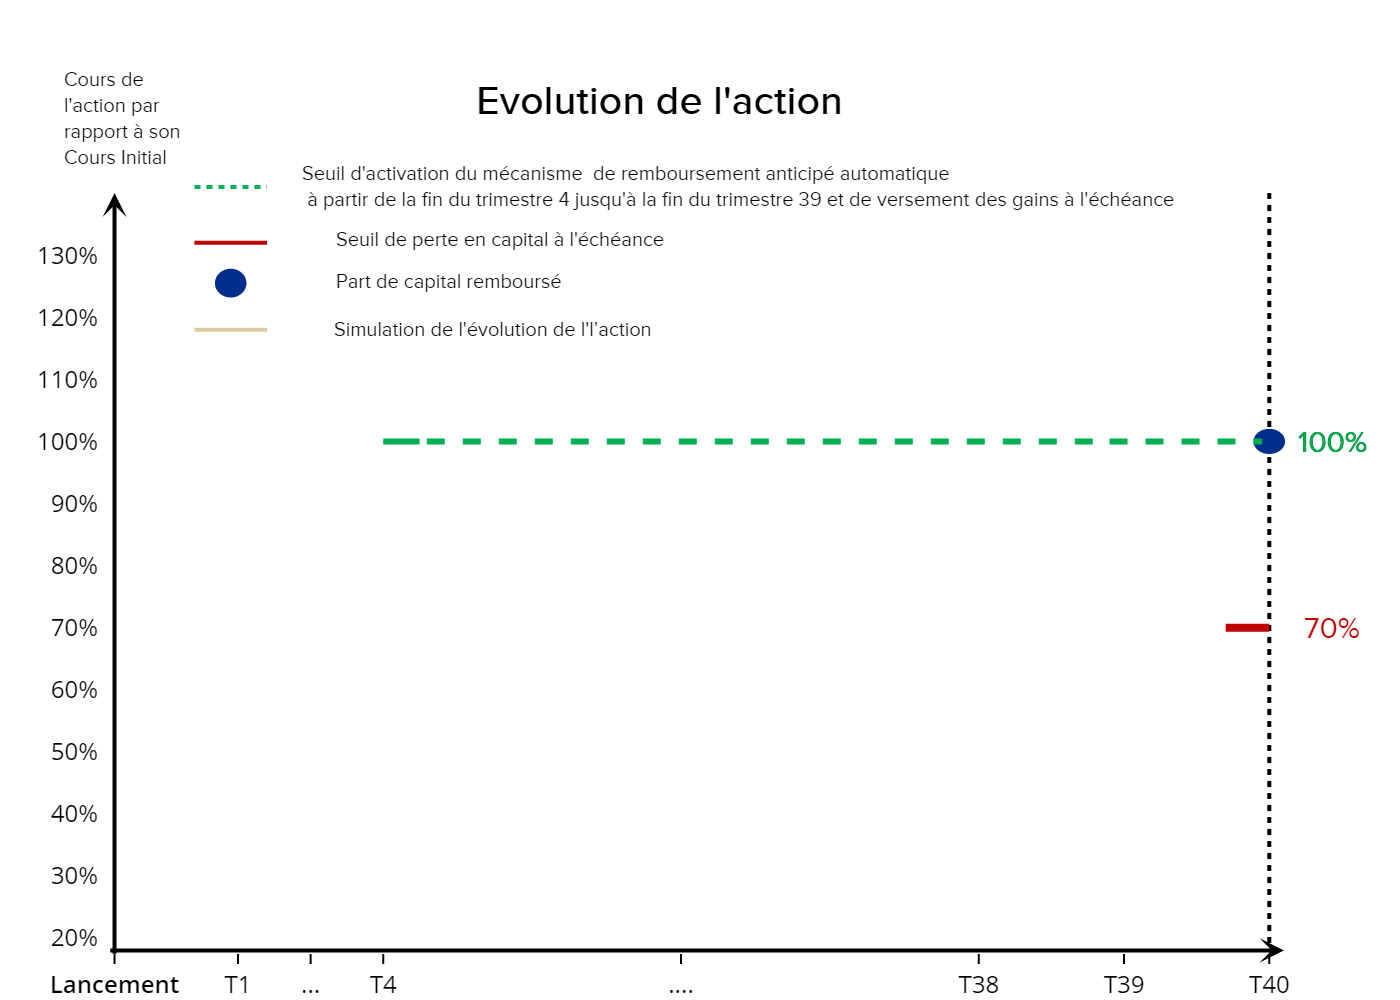 Cours de
l'action par
rapport à son
Cours Initial
Evolution de l'action
Seuil d'activation du mécanisme  de remboursement anticipé automatique
à partir de la fin du trimestre 4 jusqu'à la fin du trimestre 39 et de versement des gains à l'échéance
Seuil de perte en capital à l'échéance
Part de capital remboursé
Simulation de l'évolution de l'l’action
130%
120%
110%
100%
100%
90%
80%
70%
70%
60%
50%
40%
30%
20%
Lancement T1 ... T4 .... T38 T39 T40